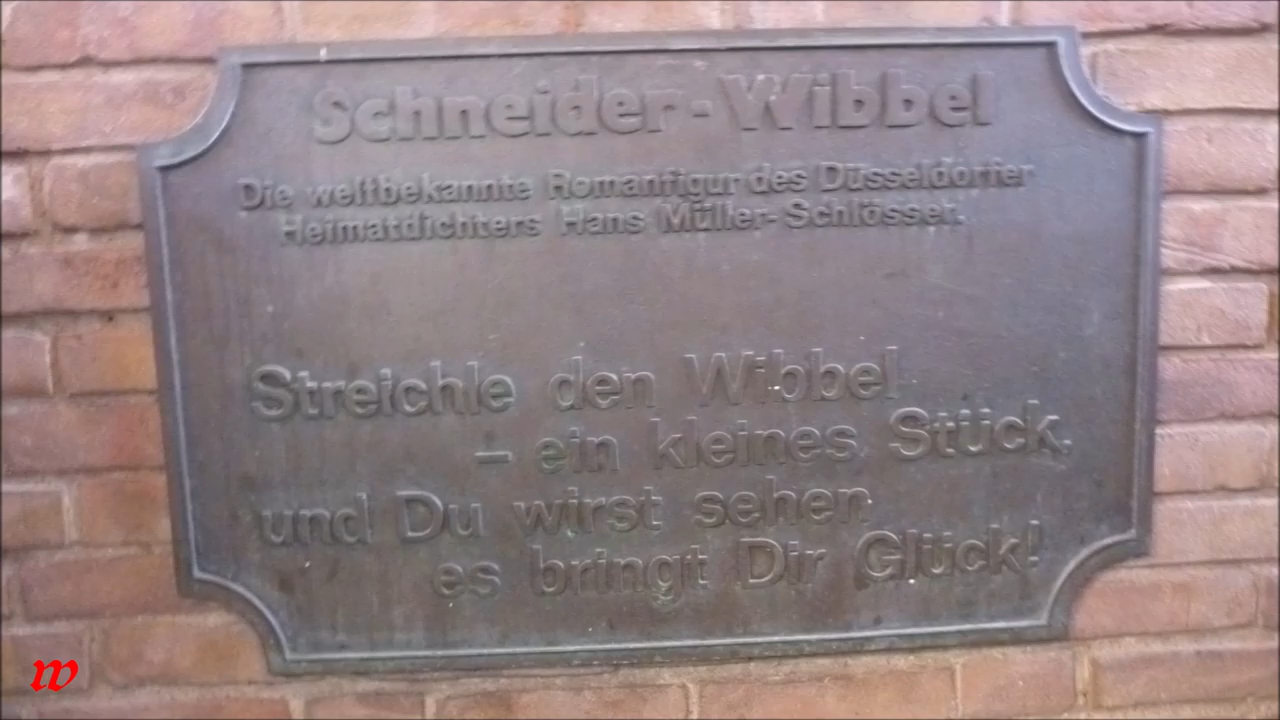 Schneider-Wibbel
Die weltbekannte Romanfigur des Düsseldorfer
Heimatdichters Hans Müller-Schlösser.
Streichle den Wibbel
– ein kleines Stück,
und Du wirst sehen
es bringt Dir Glück!
w